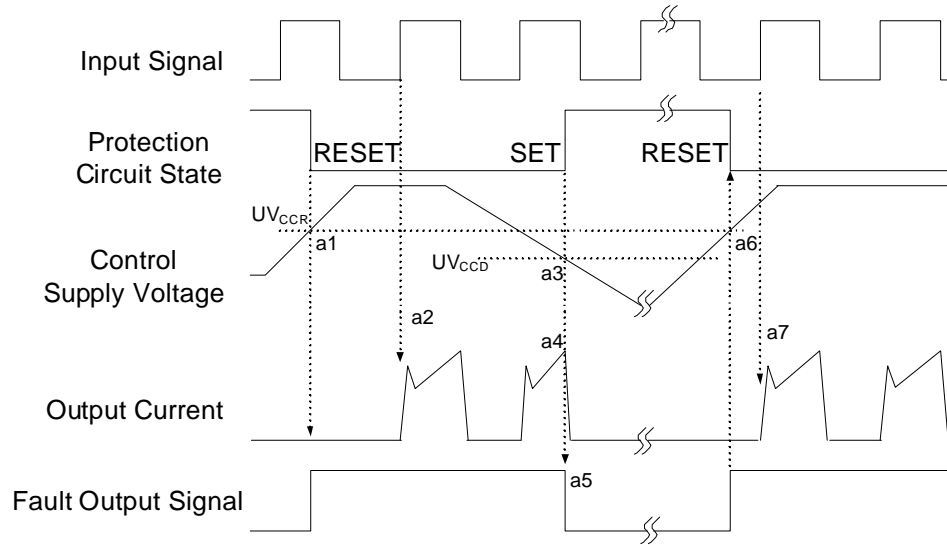 Input Signal
Protection
Circuit State
RESET
SET
RESET
UVCCR
a1
a6
Control
Supply Voltage
UVCCD
a3
a2
a4
a7
Output Current
a5
Fault Output Signal